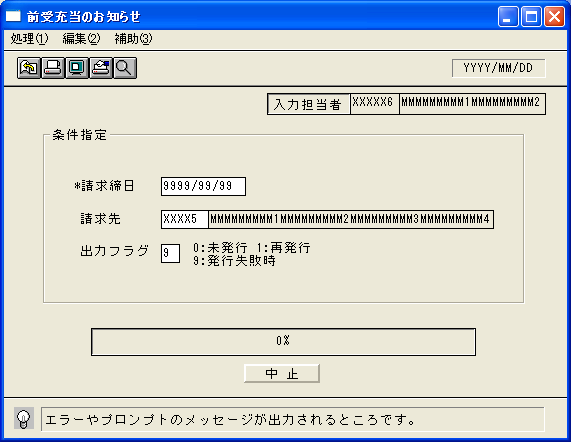 前受充当のお知らせ
処理(1) 編集(2) 補助(3)
YYYY/MM/DD
入力担当者 XXXXX6 MMMMMMMMM1MMMMMMMMM2
条件指定
*請求締日 9999/99/99
請求先 XXXX5 MMMMMMMMM1MMMMMMMMM2MMMMMMMMM3MMMMMMMMM4
出力フラグ 9 0:未発行 1:再発行
9:発行失敗時
0%
中 止
エラーやプロンプトのメッセージが出力されるところです。